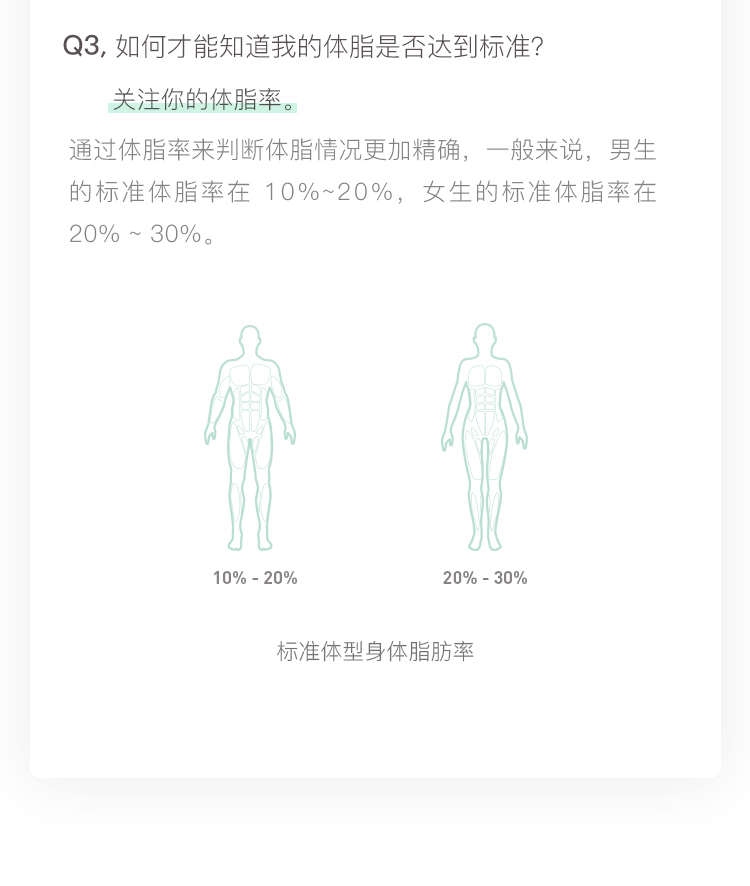 Q3, 如何才能知道我的体脂是否达到标准?
关注你的体脂率。
通过体脂率来判断体脂情况更加精确，一般来说，男生
的标准体脂率在 10%~20%，女生的标准体脂率在
20% ~ 30%。
10% - 20%
20% - 30%
标准体型身体脂肪率